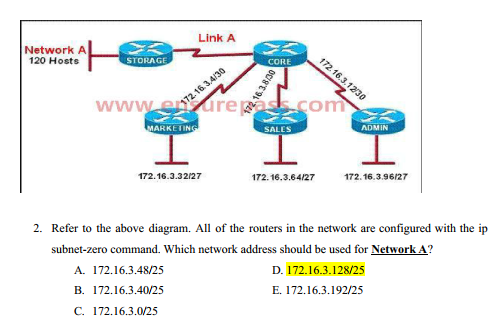 Link A
Network A
120 Hosts
STORAGE
CORE
172.16.3.4/30
172.16.3.8/30
172.16.3.12/30
www.ensurepass.com
MARKETING
SALES
ADMIN
172.16.3.32/27
172.16.3.64/27
172.16.3.96/27
2. Refer to the above diagram. All of the routers in the network are configured with the ip
subnet-zero command. Which network address should be used for Network A?
A. 172.16.3.48/25
D. 172.16.3.128/25
B. 172.16.3.40/25
E. 172.16.3.192/25
C. 172.16.3.0/25